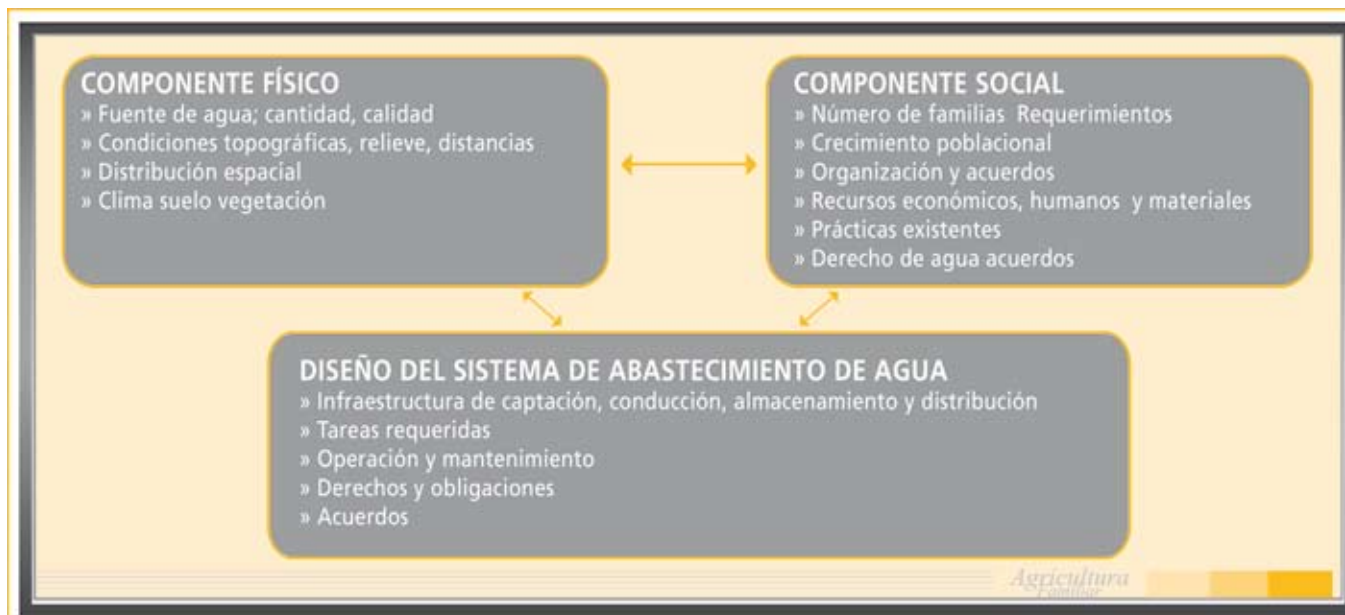 COMPONENTE FÍSICO
» Fuente de agua; cantidad, calidad
» Condiciones topográficas, relieve, distancias
» Distribución espacial
» Clima suelo vegetación
COMPONENTE SOCIAL
» Número de familias  Requerimientos
» Crecimiento poblacional
» Organización y acuerdos
» Recursos económicos, humanos  y materiales
» Prácticas existentes
» Derecho de agua acuerdos
DISEÑO DEL SISTEMA DE ABASTECIMIENTO DE AGUA
» Infraestructura de captación, conducción, almacenamiento y distribución
» Tareas requeridas
» Operación y mantenimiento
» Derechos y obligaciones
» Acuerdos
Agricultura
Familiar